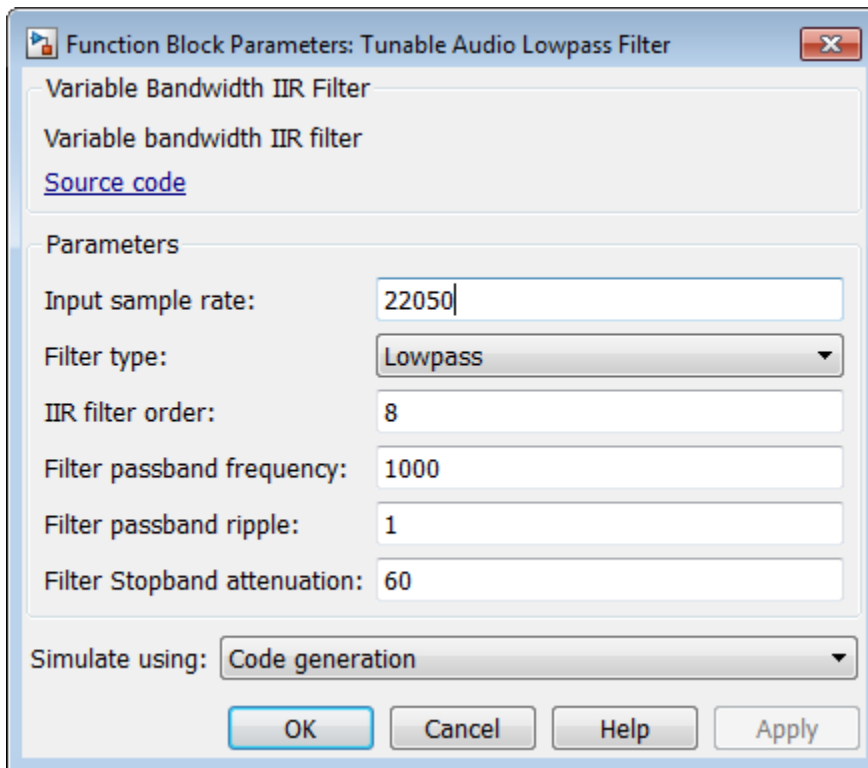 Function Block Parameters: Tunable Audio Lowpass Filter
Variable Bandwidth IIR Filter
Variable bandwidth IIR filter
Source code
Parameters
Input sample rate: 22050
Filter type: Lowpass
IIR filter order: 8
Filter passband frequency: 1000
Filter passband ripple: 1
Filter Stopband attenuation: 60
Simulate using: Code generation
OK Cancel Help Apply